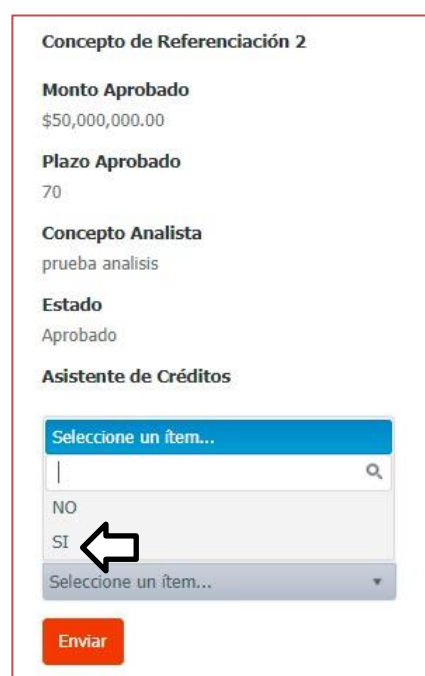 Concepto de Referenciación 2
Monto Aprobado
$50,000,000.00
Plazo Aprobado
70
Concepto Analista
prueba analisis
Estado
Aprobado
Asistente de Créditos
Seleccione un ítem...
NO
SI
Seleccione un ítem...
Enviar